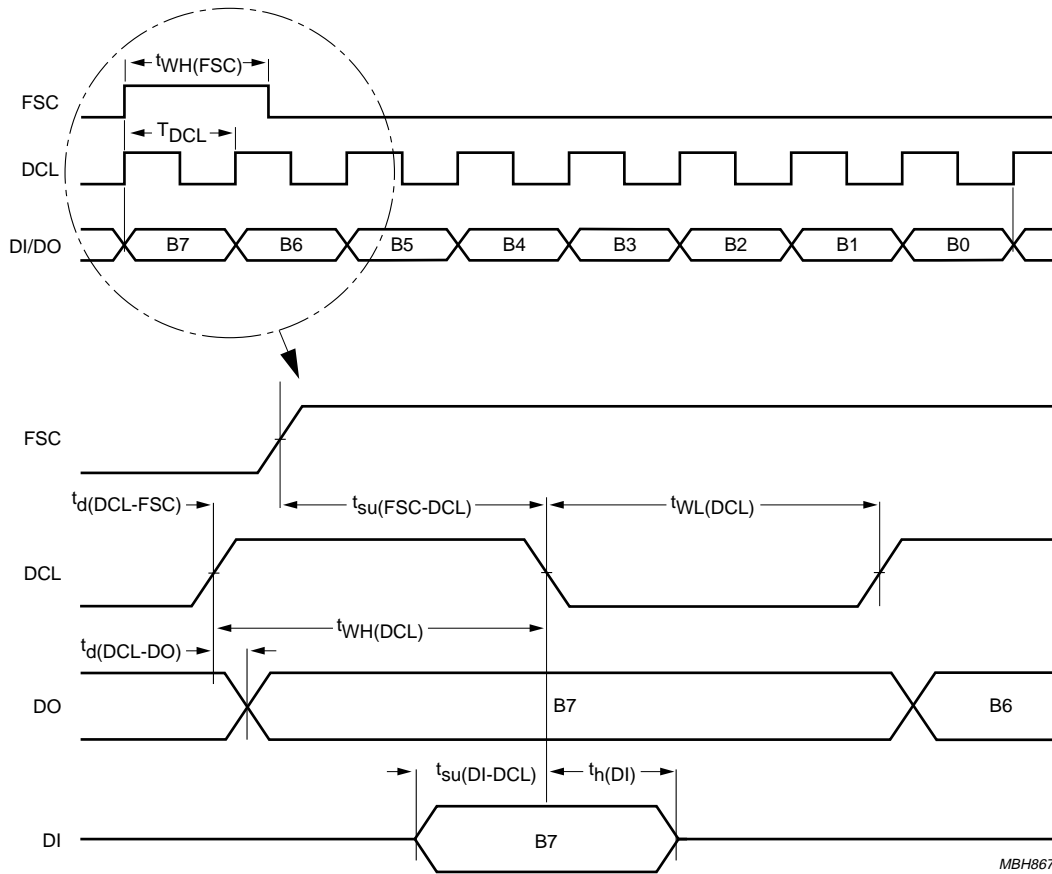 tWH(FSC)
FSC
TDCL
DCL
DI/DO B7 B6 B5 B4 B3 B2 B1 B0
FSC
td(DCL-FSC) tsu(FSC-DCL) tWL(DCL)
DCL
tWH(DCL)
td(DCL-DO)
DO B7 B6
tsu(DI-DCL) th(DI)
DI B7
MBH867